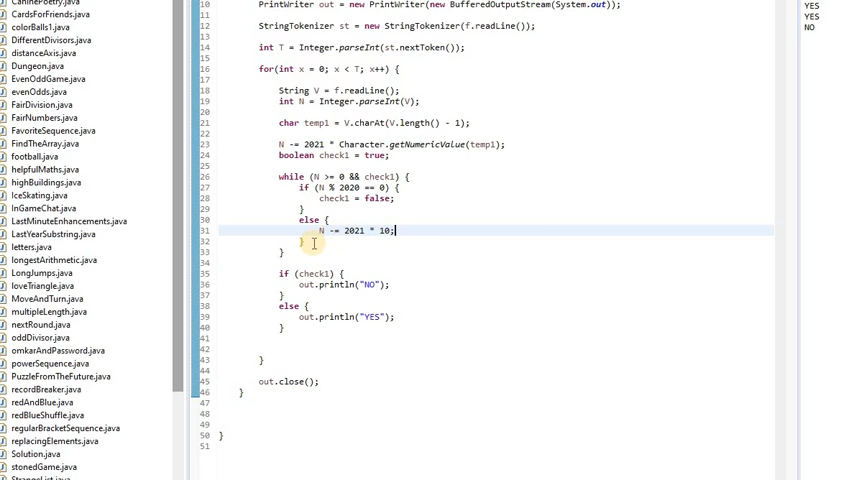 CaninePoetry.java
CardsForFriends.java
colorBalls1.java
DifferentDivisors.java
distanceAxis.java
Dungeon.java
EvenOddGame.java
evenOdds.java
FairDivision.java
FairNumbers.java
FavoriteSequence.java
FindTheArray.java
football.java
helpfulMaths.java
highBuildings.java
IceSkating.java
InGameChat.java
LastMinuteEnhancements.java
LastYearSubstring.java
letters.java
longestArithmetic.java
LongJumps.java
loveTriangle.java
MoveAndTurn.java
multipleLength.java
nextRound.java
oddDivisor.java
omkarAndPassword.java
powerSequence.java
PuzzleFromTheFuture.java
recordBreaker.java
redAndBlue.java
redBlueShuffle.java
regularBracketSequence.java
replacingElements.java
Solution.java
stonedGame.java
StrangeList.java
10 PrintWriter out = new PrintWriter(new BufferedOutputStream(System.out));
11
12 StringTokenizer st = new StringTokenizer(f.readLine());
13
14 int T = Integer.parseInt(st.nextToken());
15
16 for(int x = 0; x < T; x++) {
17
18 String V = f.readLine();
19 int N = Integer.parseInt(V);
20
21 char temp1 = V.charAt(V.length() - 1);
22
23 N -= 2021 * Character.getNumericValue(temp1);
24 boolean check1 = true;
25
26 while (N >= 0 && check1) {
27 if (N % 2020 == 0) {
28 check1 = false;
29 }
30 else {
31 N -= 2021 * 10;
32 }
33 }
34
35 if (check1) {
36 out.println("NO");
37 }
38 else {
39 out.println("YES");
40 }
41
42
43 }
44
45 out.close();
46 }
47
48
49
50 }
51
YES
YES
NO